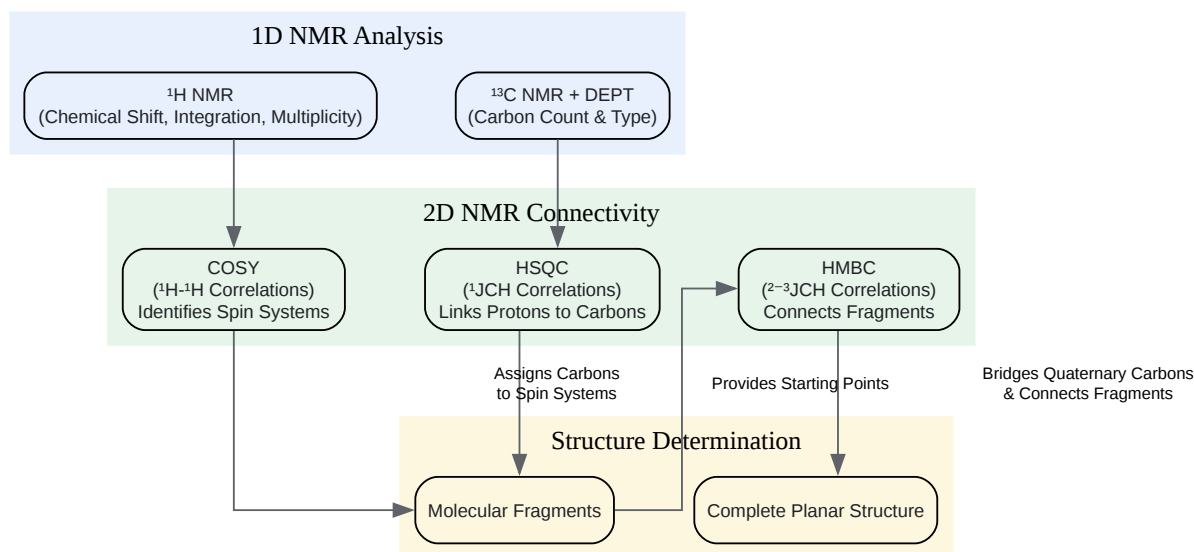 1D NMR Analysis
¹H NMR
(Chemical Shift, Integration, Multiplicity)
¹³C NMR + DEPT
(Carbon Count & Type)
2D NMR Connectivity
COSY
(¹H-¹H Correlations)
Identifies Spin Systems
HSQC
(¹JCH Correlations)
Links Protons to Carbons
HMBC
(²⁻³JCH Correlations)
Connects Fragments
Assigns Carbons
to Spin Systems
Provides Starting Points
Bridges Quaternary Carbons
& Connects Fragments
Structure Determination
Molecular Fragments
Complete Planar Structure